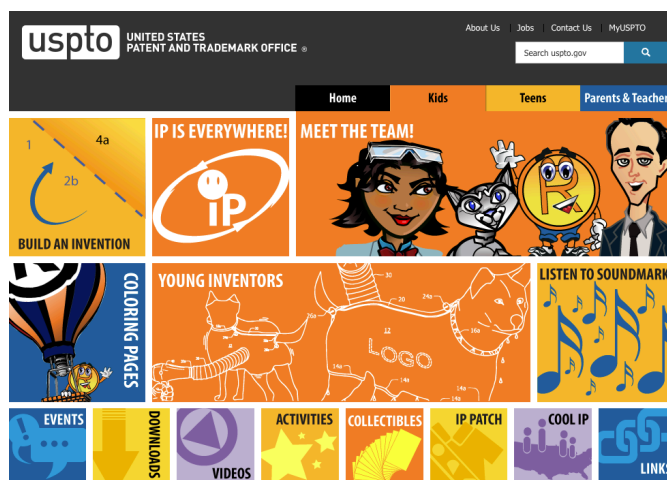 uspto
UNITED STATES
PATENT AND TRADEMARK OFFICE ®
About Us | Jobs | Contact Us | MyUSPTO
Search uspto.gov
Home
Kids
Teens
Parents & Teacher
1
4a
2b
BUILD AN INVENTION
IP IS EVERYWHERE!
iP
MEET THE TEAM!
R
COLORING PAGES
YOUNG INVENTORS
30
20
24a
26a
12
16a
LOGO
14a
14a
14a
LISTEN TO SOUNDMARK
EVENTS
DOWNLOADS
VIDEOS
ACTIVITIES
COLLECTIBLES
IP PATCH
COOL IP
LINKS